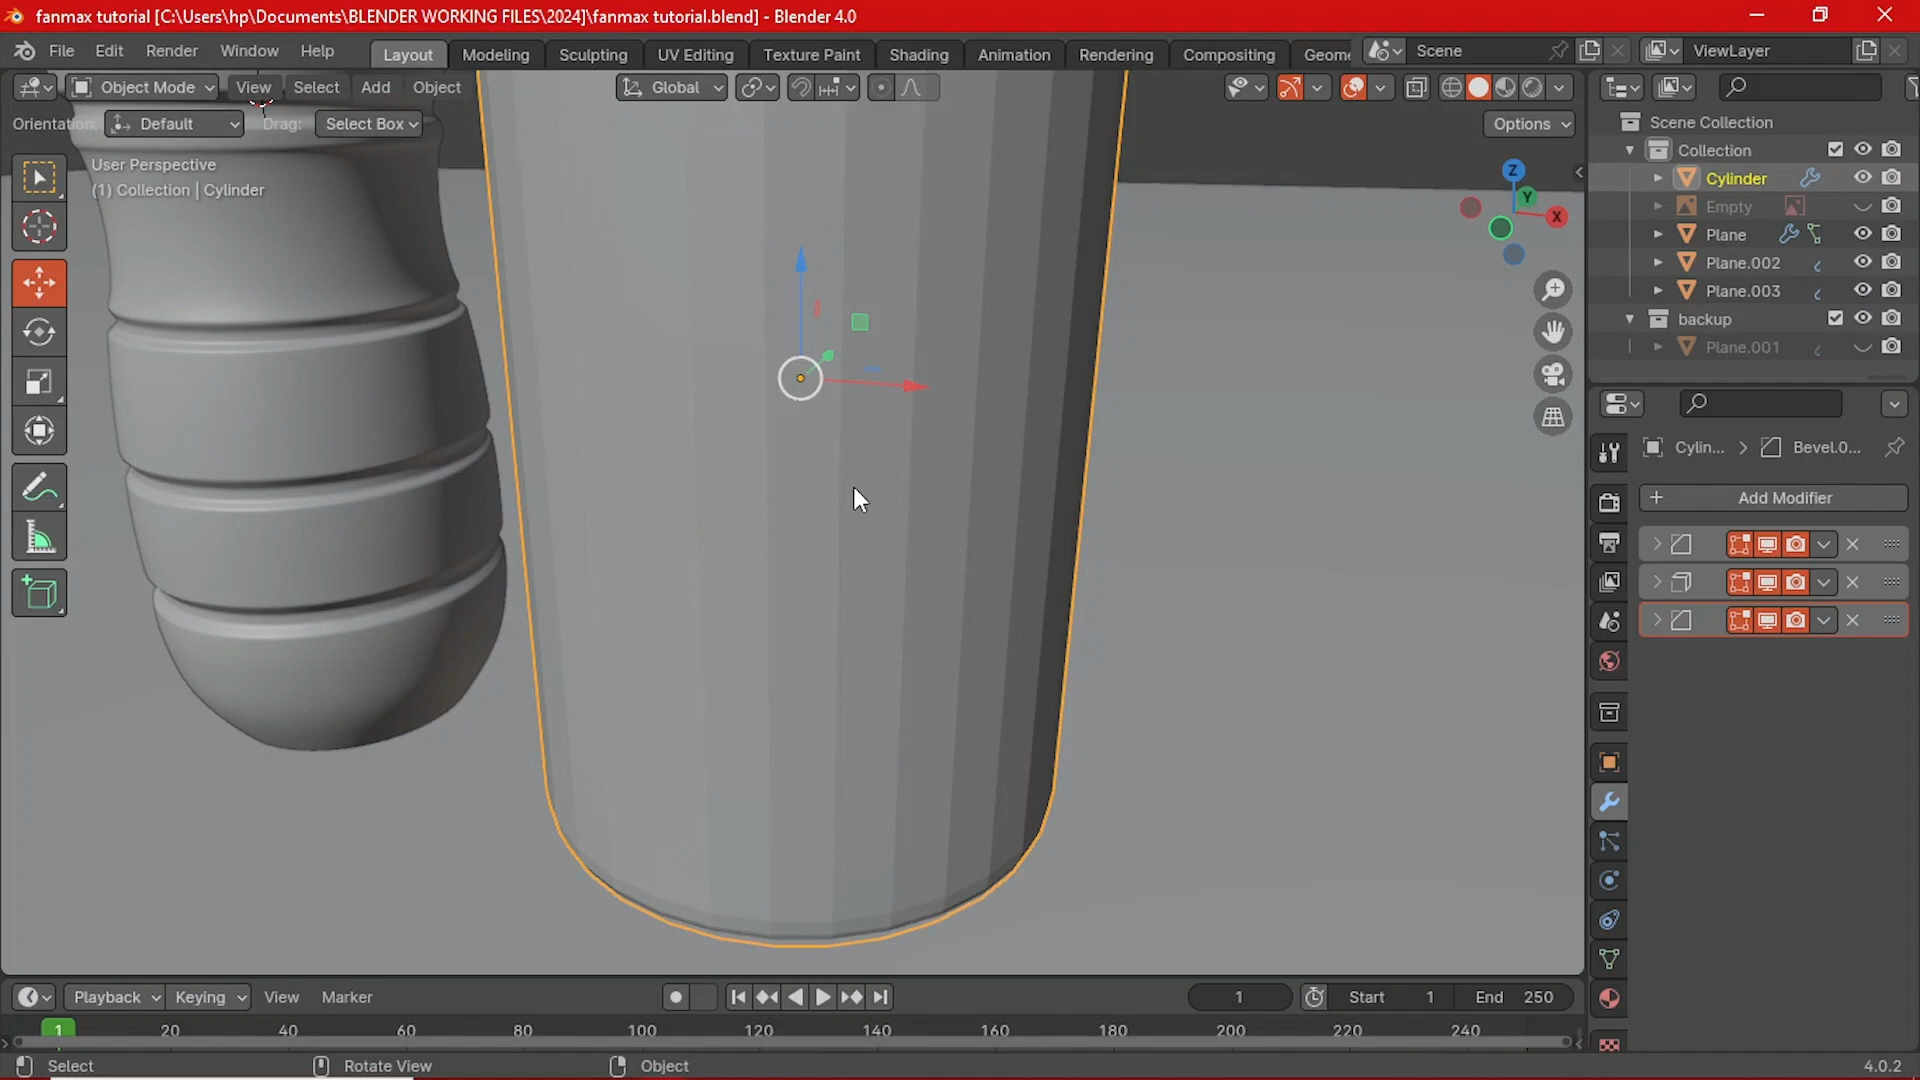 fanmax tutorial [C:\Users\hp\Documents\BLENDER WORKING FILES\2024]\fanmax tutorial.blend] - Blender 4.0
File Edit Render Window Help Layout Modeling Sculpting UV Editing Texture Paint Shading Animation Rendering Compositing Geome Scene ViewLayer
Object Mode View Select Add Object Global
Orientation: Default Drag: Select Box Options
User Perspective
(1) Collection | Cylinder
Z
Y
X
Scene Collection
Collection
Cylinder
Empty
Plane
Plane.002
Plane.003
backup
Plane.001
Cylin... Bevel.0...
Add Modifier
Playback Keying View Marker 1 Start 1 End 250
1 20 40 60 80 100 120 140 160 180 200 220 240
Select Rotate View Object 4.0.2